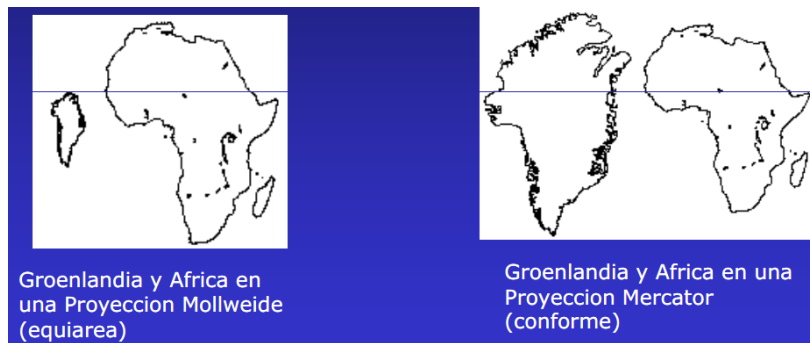 Groenlandia y Africa en
una Proyeccion Mollweide
(equiarea)
Groenlandia y Africa en una
Proyeccion Mercator
(conforme)